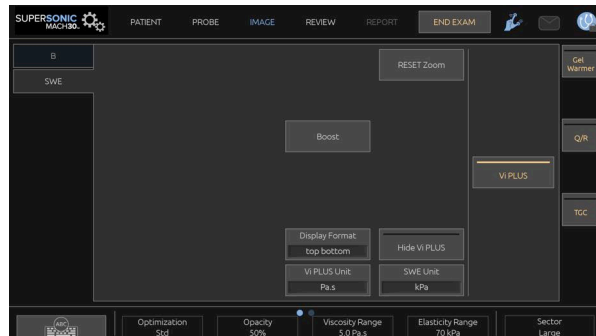 SUPERSONIC
MACH30
PATIENT
PROBE
IMAGE
REVIEW
REPORT
END EXAM
B
SWE
RESET Zoom
Gel
Warmer
Boost
Q/R
Vi PLUS
TGC
Display Format
top bottom
Hide Vi PLUS
Vi PLUS Unit
Pa.s
SWE Unit
kPa
ABC
Optimization
Std
Opacity
50%
Viscosity Range
5.0 Pa.s
Elasticity Range
70 kPa
Sector
Large